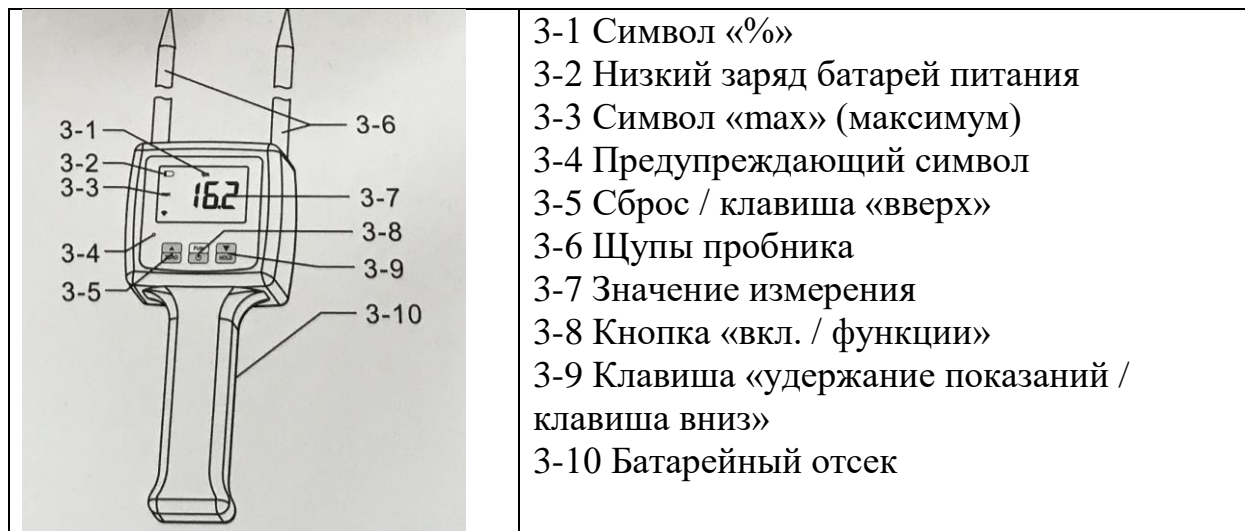 3-1
3-2
3-3
3-4
3-5
3-6
16.2
3-7
3-8
3-9
3-10
FUN
HOLD
3-1 Символ «%»
3-2 Низкий заряд батарей питания
3-3 Символ «max» (максимум)
3-4 Предупреждающий символ
3-5 Сброс / клавиша «вверх»
3-6 Щупы пробника
3-7 Значение измерения
3-8 Кнопка «вкл. / функции»
3-9 Клавиша «удержание показаний /
клавиша вниз»
3-10 Батарейный отсек